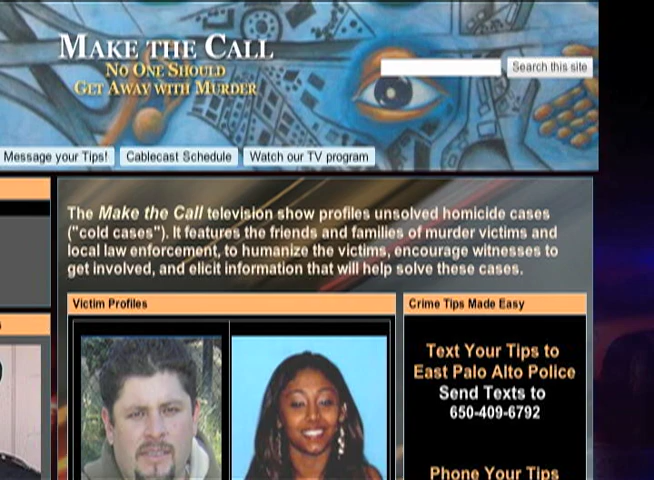 Make the Call
No One Should
Get Away with Murder
Search this site
Message your Tips!
Cablecast Schedule
Watch our TV program
The Make the Call television show profiles unsolved homicide cases
("cold cases"). It features the friends and families of murder victims and
local law enforcement, to humanize the victims, encourage witnesses to
get involved, and elicit information that will help solve these cases.
Victim Profiles
Crime Tips Made Easy
Text Your Tips to
East Palo Alto Police
Send Texts to
650-409-6792
Phone Your Tips